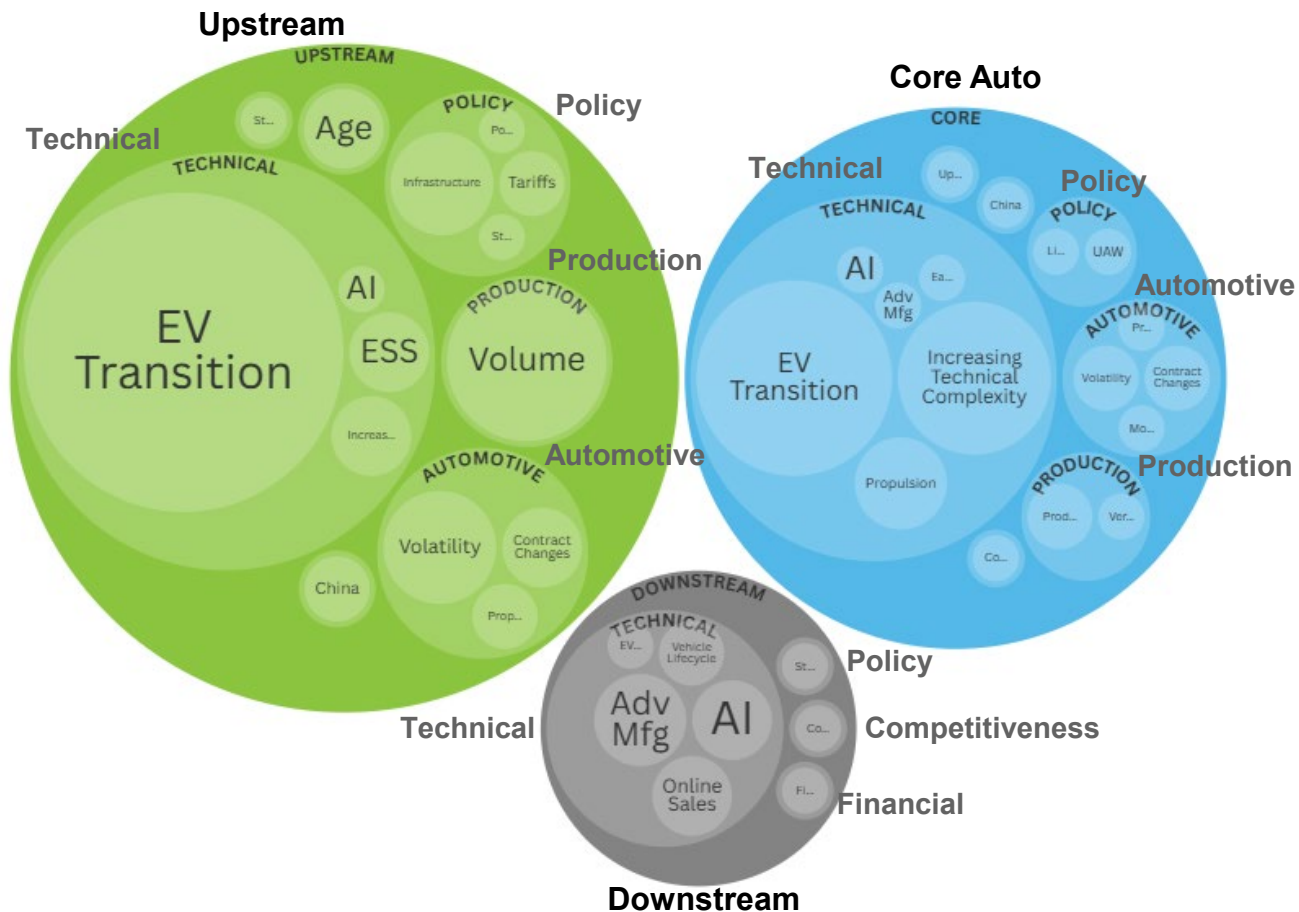 Upstream
UPSTREAM
St...
Age
POLICY
Policy
Po...
Infrastructure
Tariffs
St...
Technical
TECHNICAL
EV
Transition
AI
ESS
Increas...
Production
PRODUCTION
Volume
Automotive
AUTOMOTIVE
Volatility
Contract
Changes
Prop...
China
Core Auto
CORE
Up...
China
Technical
TECHNICAL
AI
Adv
Mfg
Ea...
EV
Transition
Increasing
Technical
Complexity
Propulsion
Policy
POLICY
Li...
UAW
Automotive
AUTOMOTIVE
Pr...
Volatility
Contract
Changes
Mo...
Production
PRODUCTION
Prod...
Ver...
Co...
DOWNSTREAM
Technical
TECHNICAL
EV...
Vehicle
Lifecycle
Adv
Mfg
AI
Online
Sales
St...
Policy
Co...
Competitiveness
Fi...
Financial
Downstream